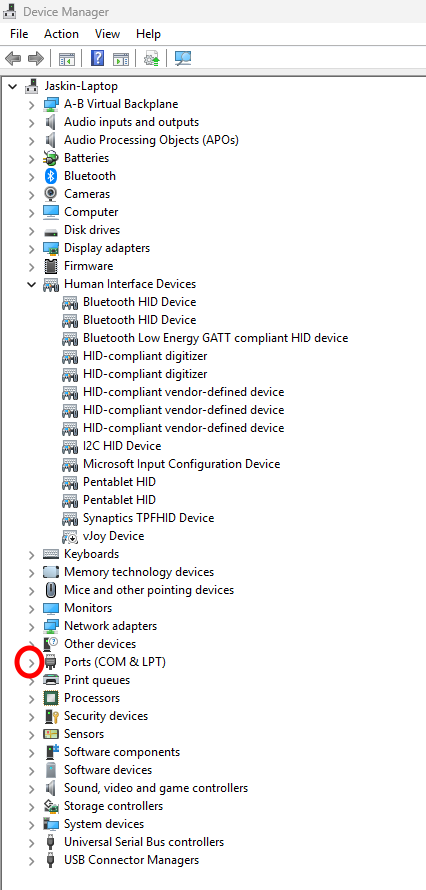 Device Manager
File Action View Help
Jaskin-Laptop
A-B Virtual Backplane
Audio inputs and outputs
Audio Processing Objects (APOs)
Batteries
Bluetooth
Cameras
Computer
Disk drives
Display adapters
Firmware
Human Interface Devices
Bluetooth HID Device
Bluetooth HID Device
Bluetooth Low Energy GATT compliant HID device
HID-compliant digitizer
HID-compliant digitizer
HID-compliant vendor-defined device
HID-compliant vendor-defined device
HID-compliant vendor-defined device
I2C HID Device
Microsoft Input Configuration Device
Pentablet HID
Pentablet HID
Synaptics TPFHID Device
vJoy Device
Keyboards
Memory technology devices
Mice and other pointing devices
Monitors
Network adapters
Other devices
Ports (COM & LPT)
Print queues
Processors
Security devices
Sensors
Software components
Software devices
Sound, video and game controllers
Storage controllers
System devices
Universal Serial Bus controllers
USB Connector Managers